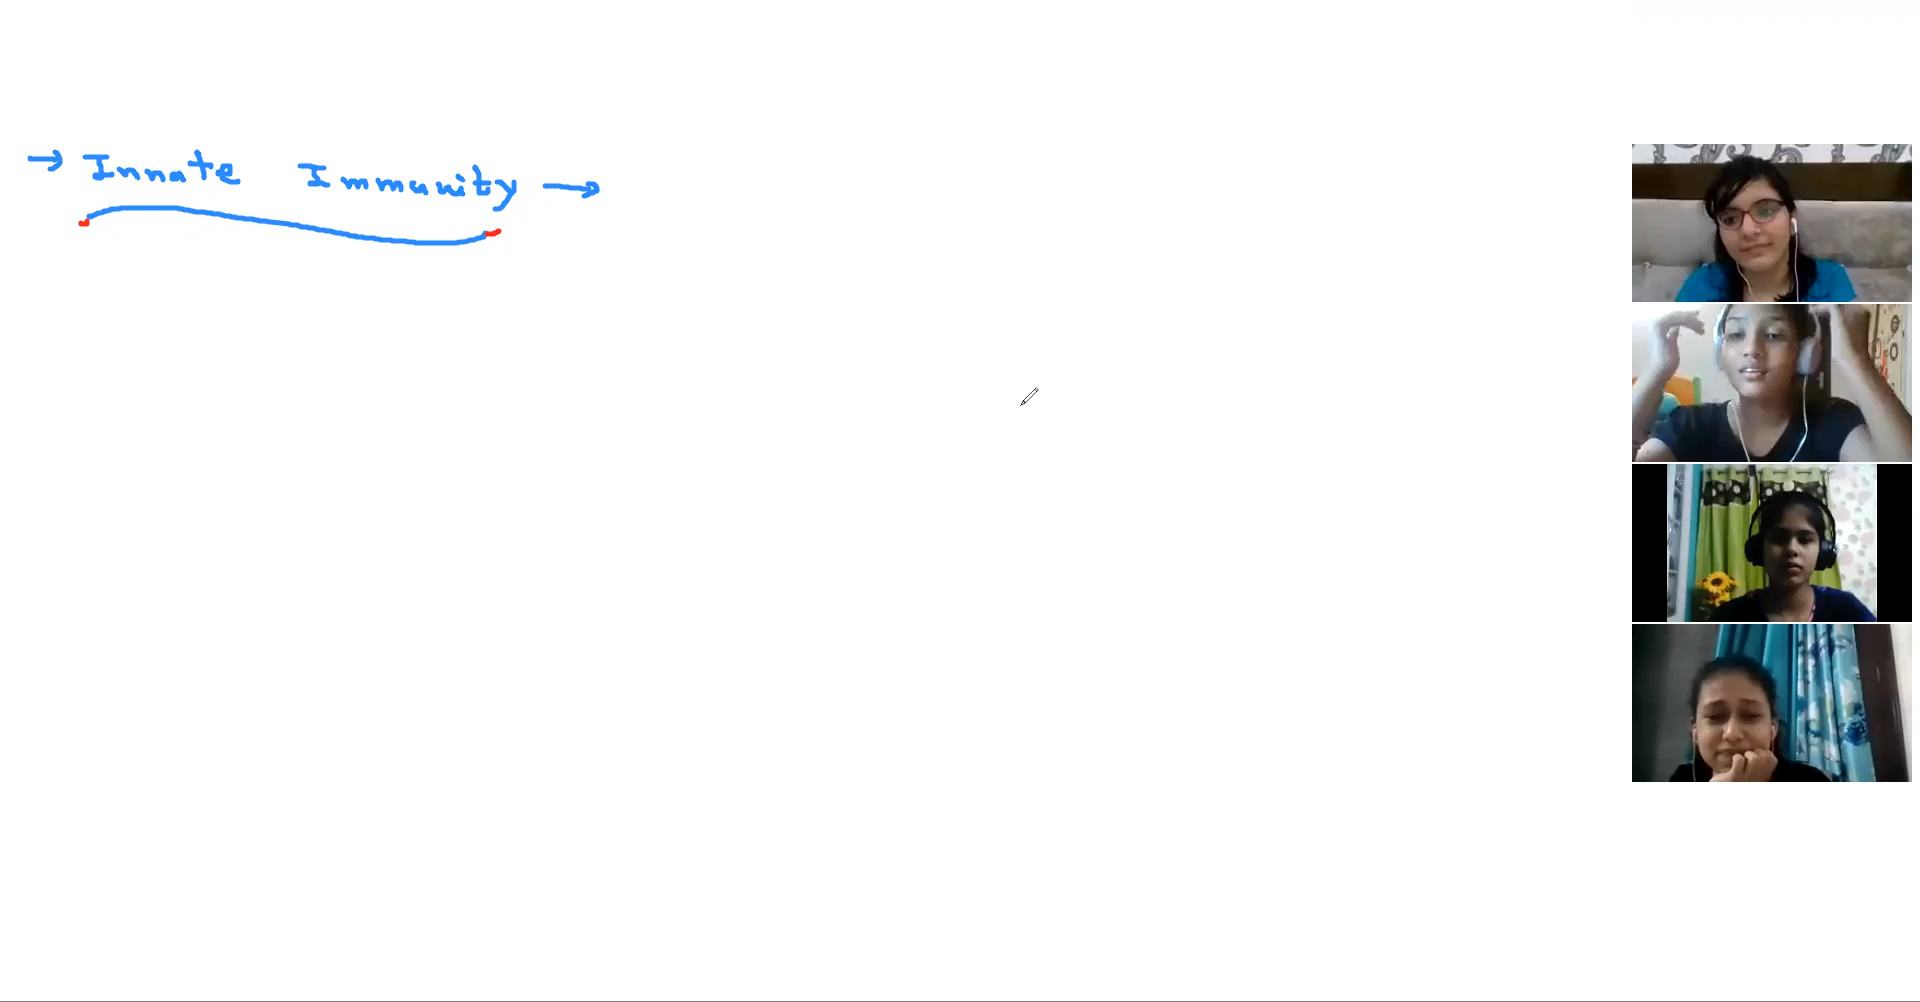 → Innate Immunity →